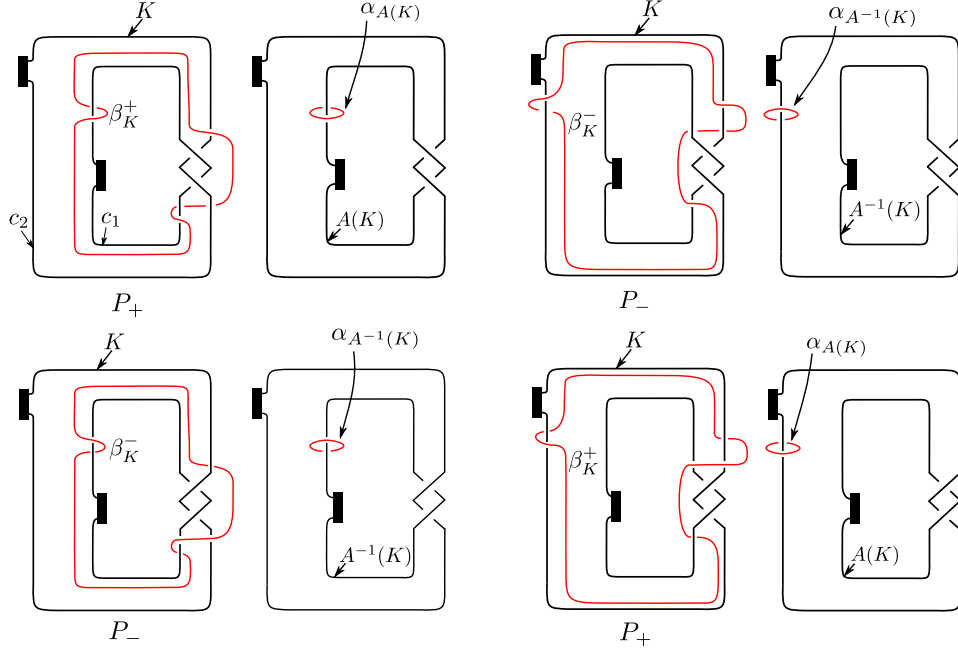 K
α_{A(K)}
K
α_{A^{-1}(K)}
β_K^+
β_K^-
c_2
c_1
A(K)
A^{-1}(K)
P_+
P_-
K
α_{A^{-1}(K)}
K
α_{A(K)}
β_K^-
β_K^+
A^{-1}(K)
A(K)
P_-
P_+